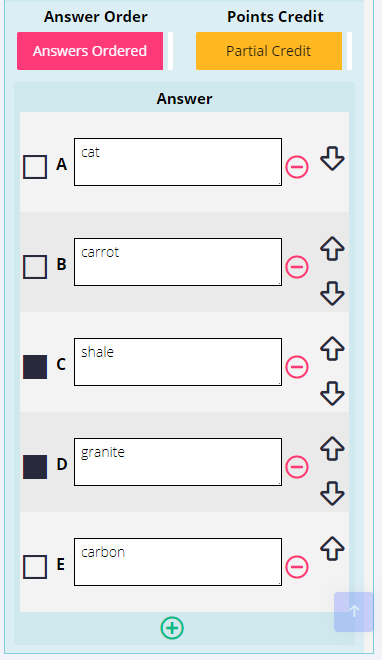 Answer Order Points Credit
Answers Ordered Partial Credit
Answer
A cat
B carrot
C shale
D granite
E carbon